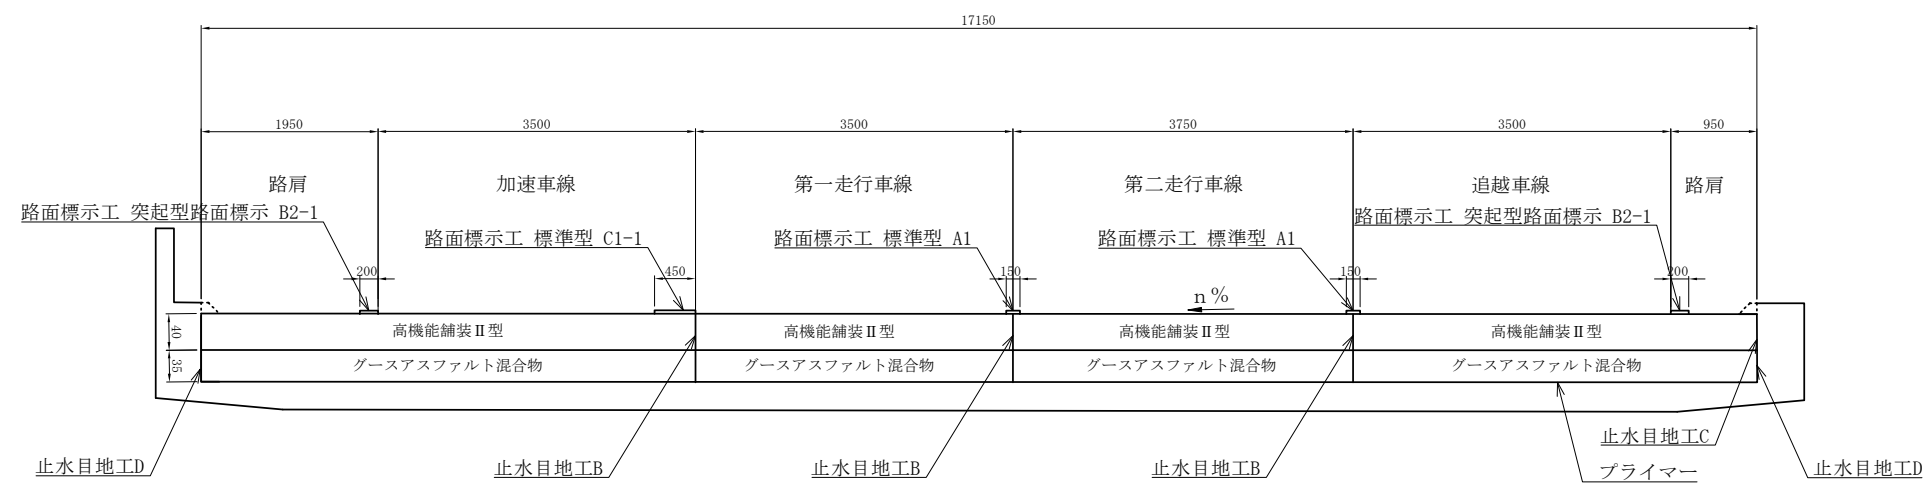 17150
1950
3500
3500
3750
3500
950
路肩
加速車線
第一走行車線
第二走行車線
追越車線
路肩
路面標示工 突起型路面標示 B2-1
路面標示工 標準型 C1-1
路面標示工 標準型 A1
路面標示工 標準型 A1
路面標示工 突起型路面標示 B2-1
200
450
150
150
200
n%
40
高機能舗装Ⅱ型
高機能舗装Ⅱ型
高機能舗装Ⅱ型
高機能舗装Ⅱ型
35
グースアスファルト混合物
グースアスファルト混合物
グースアスファルト混合物
グースアスファルト混合物
止水目地工D
止水目地工B
止水目地工B
止水目地工B
止水目地工C
プライマー
止水目地工D